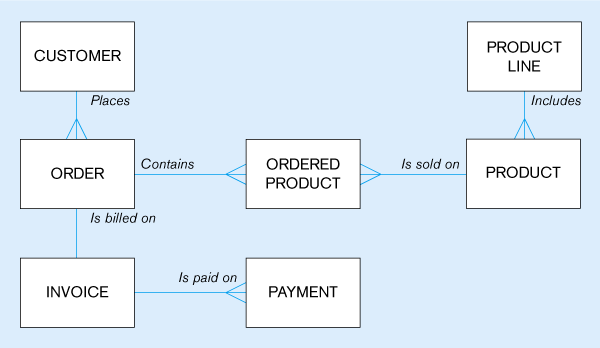 CUSTOMER
PRODUCT
LINE
Places
Includes
ORDER
Contains
ORDERED
PRODUCT
Is sold on
PRODUCT
Is billed on
INVOICE
Is paid on
PAYMENT